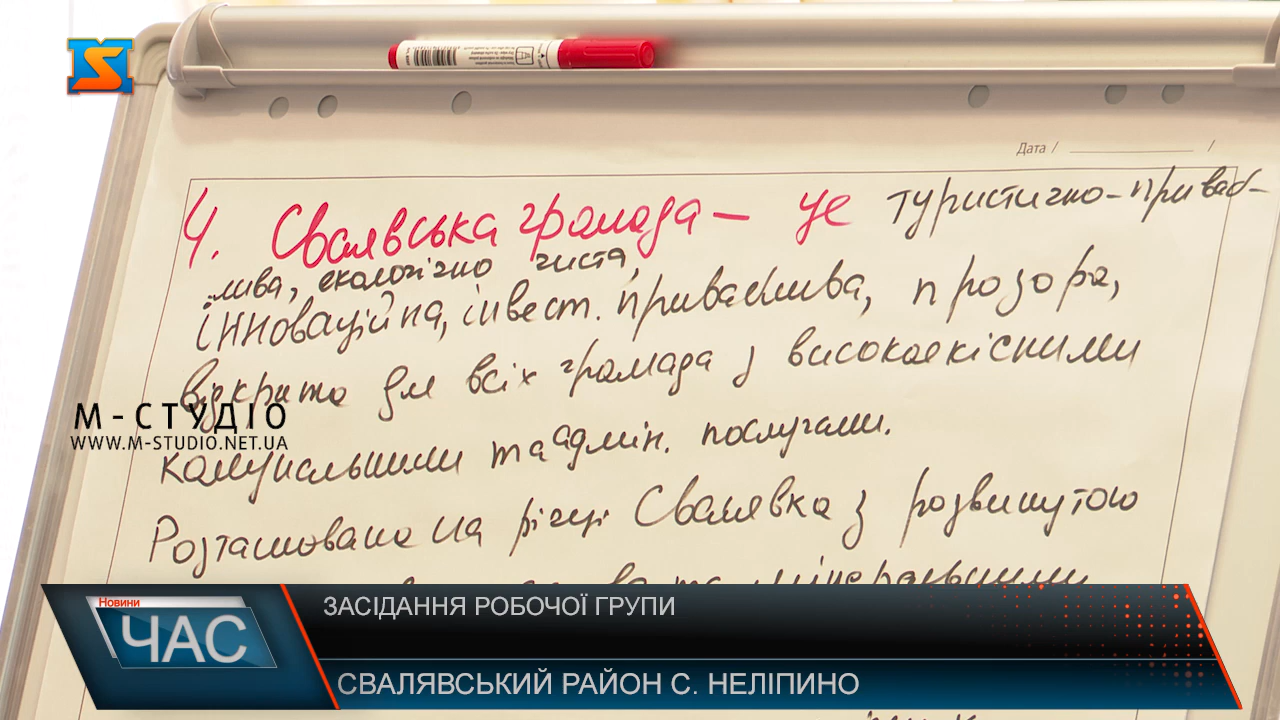 Дата /            /
4. Свалявська громада – це туристично-приваб-
лива, екологічно чиста,
інноваційна, інвест. приваблива, прозора,
відкрита для всіх громада з високоякісними
комунальними та адмін. послугами.
Розташована на річці Свалявка з розвинутою
та мінеральними
М-СТУДІО
WWW.M-STUDIO.NET.UA
Новини
ЧАС
ЗАСІДАННЯ РОБОЧОЇ ГРУПИ
СВАЛЯВСЬКИЙ РАЙОН С. НЕЛІПИНО